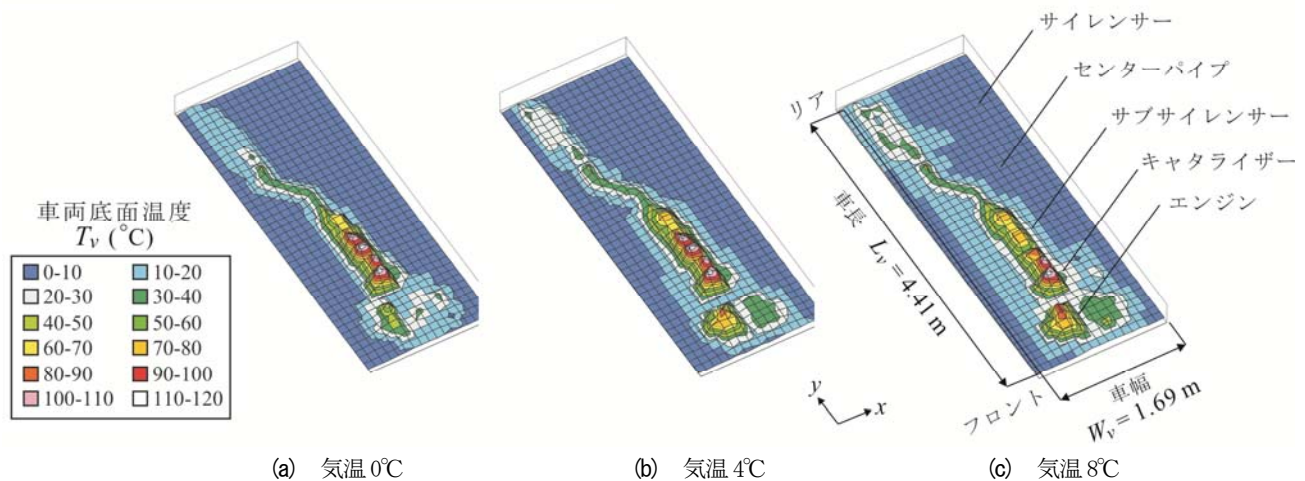 サイレンサー
センターパイプ
リア
サブサイレンサー
キャタライザー
エンジン
車両底面温度
Tv (°C)
0-10 10-20
20-30 30-40
40-50 50-60
60-70 70-80
80-90 90-100
100-110 110-120
車長 Lv = 4.41 m
y
x
フロント
車幅
Wv = 1.69 m
(a) 気温 0℃
(b) 気温 4℃
(c) 気温 8℃